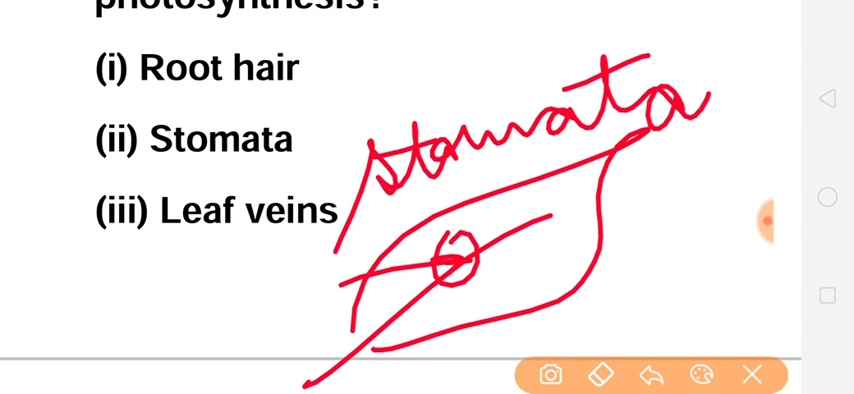 photosynthesis?
(i) Root hair
(ii) Stomata
(iii) Leaf veins
stomata